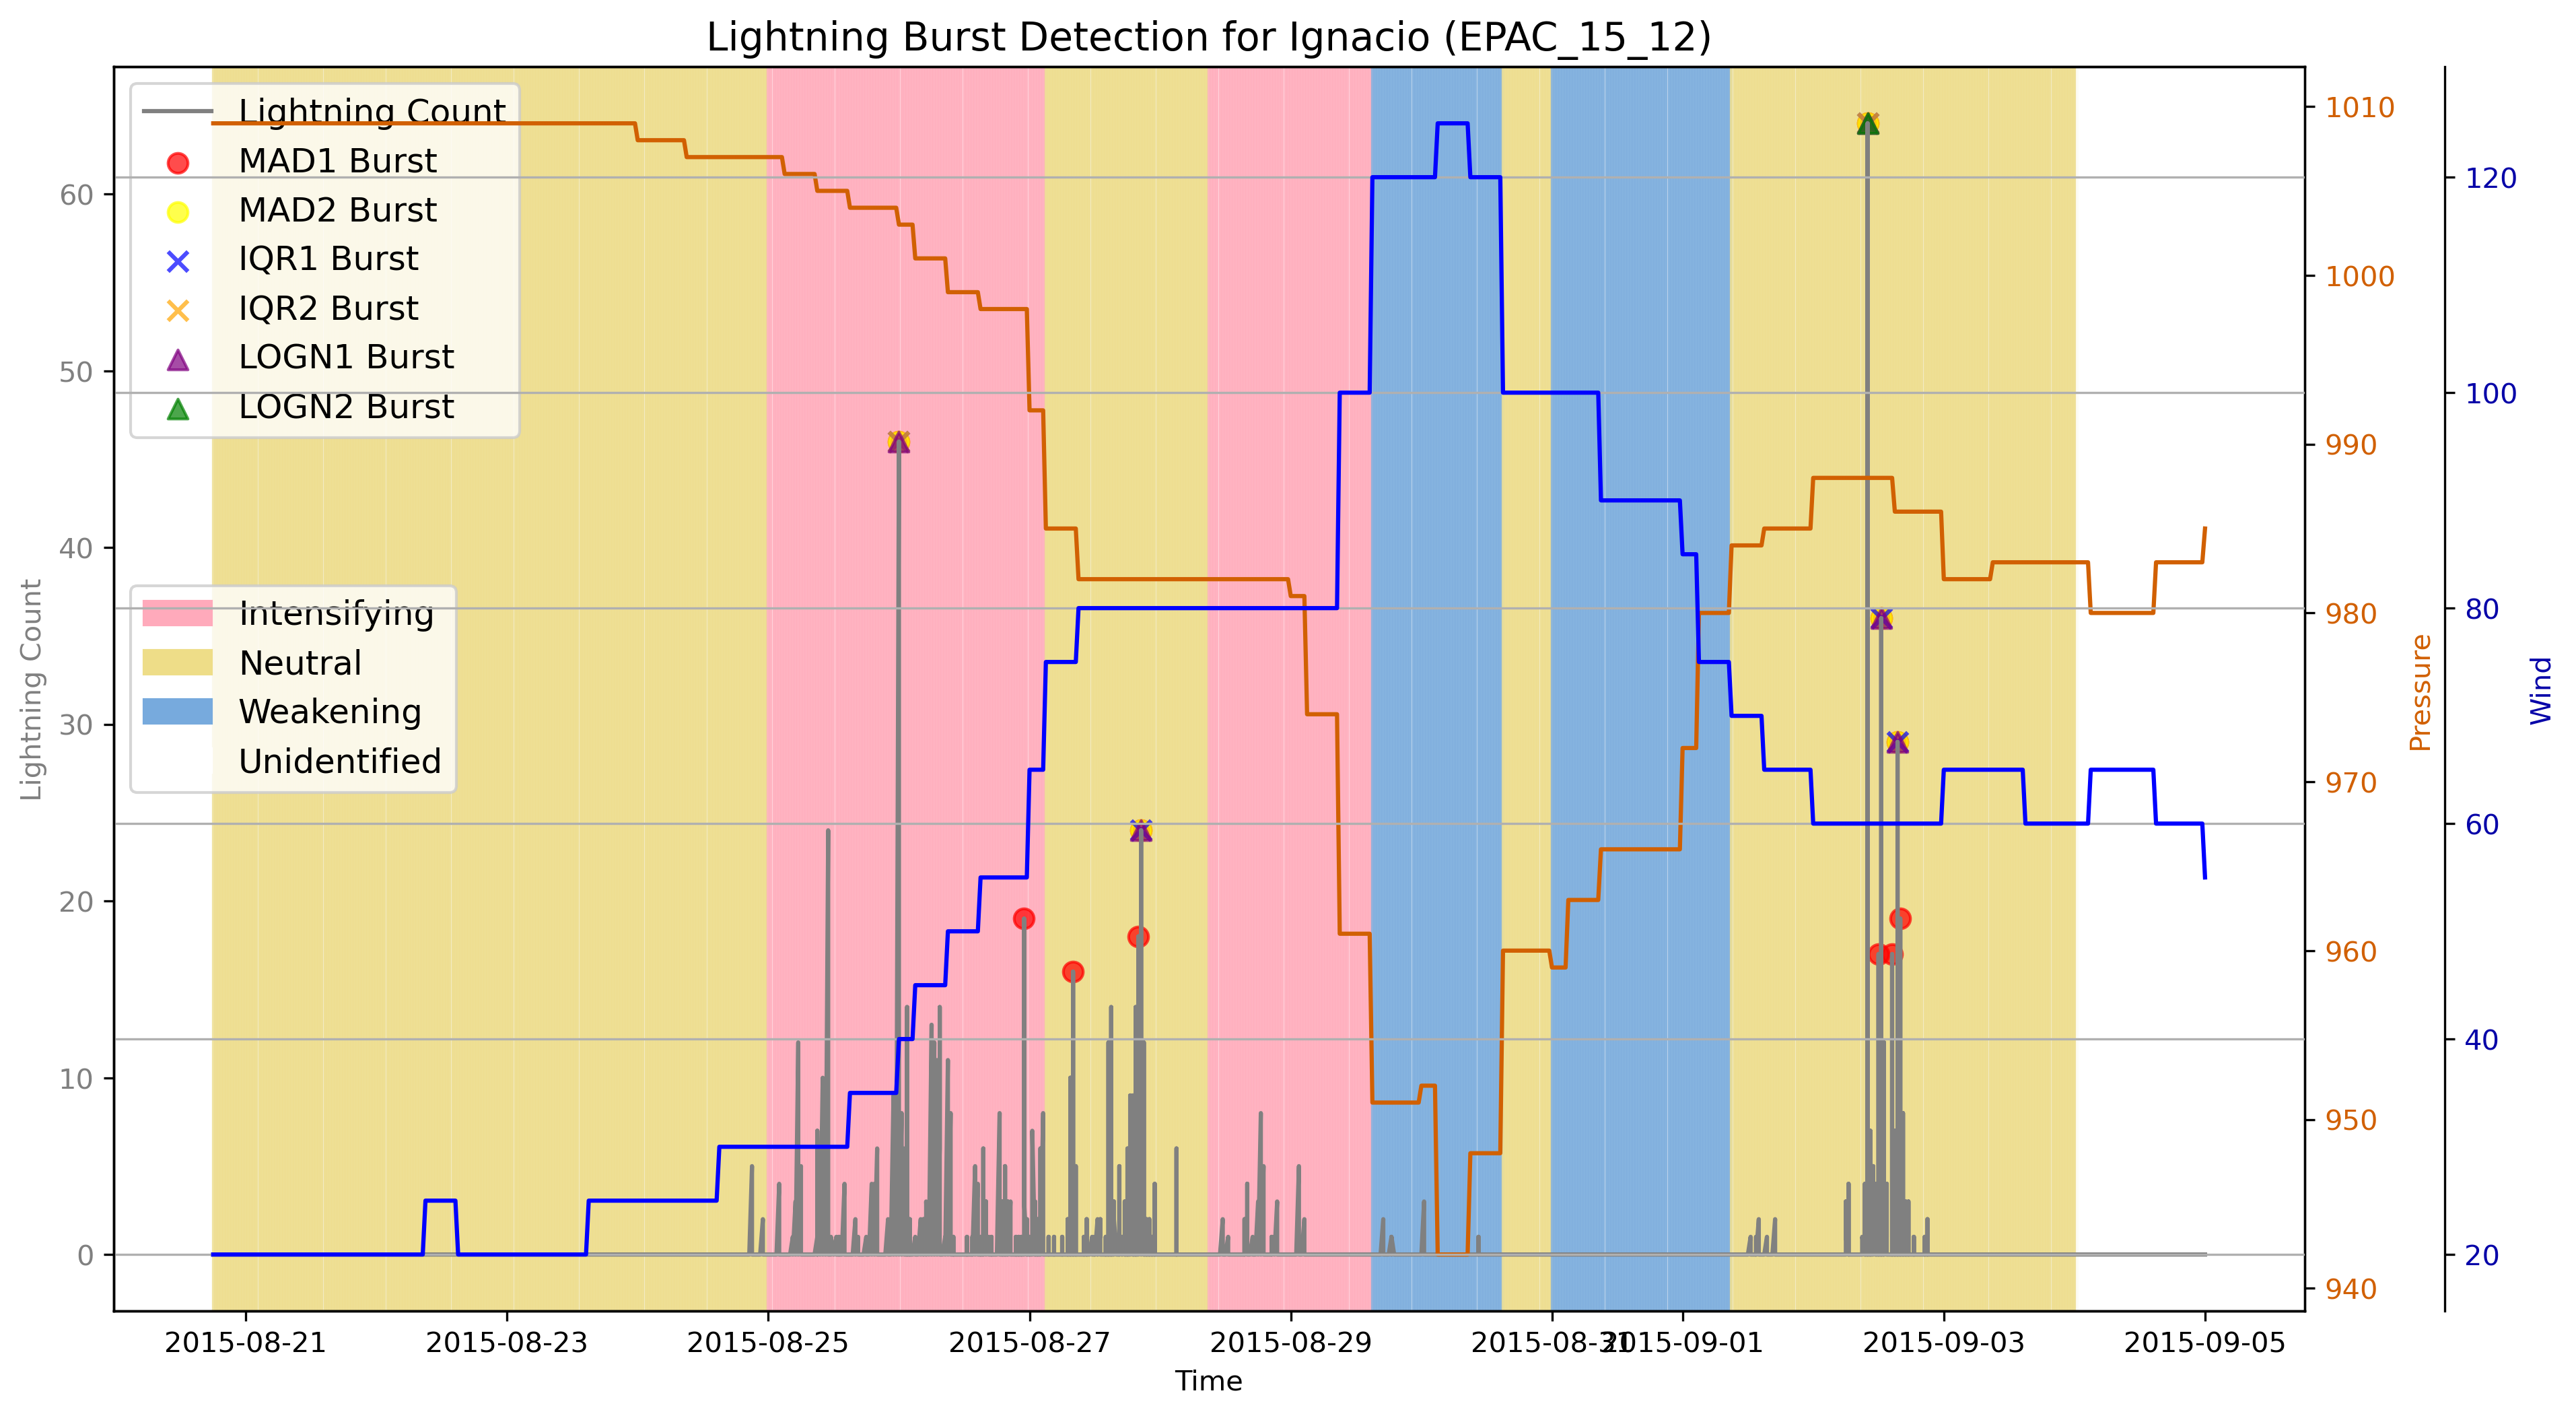 Lightning Burst Detection for Ignacio (EPAC_15_12)
Lightning Count
MAD1 Burst
MAD2 Burst
IQR1 Burst
IQR2 Burst
LOGN1 Burst
LOGN2 Burst
Intensifying
Neutral
Weakening
Unidentified
Lightning Count
60
50
40
30
20
10
0
1010
1000
990
980
970
960
950
940
Pressure
120
100
80
60
40
20
Wind
2015-08-21 2015-08-23 2015-08-25 2015-08-27 2015-08-29 2015-08-31 2015-09-01 2015-09-03 2015-09-05
Time